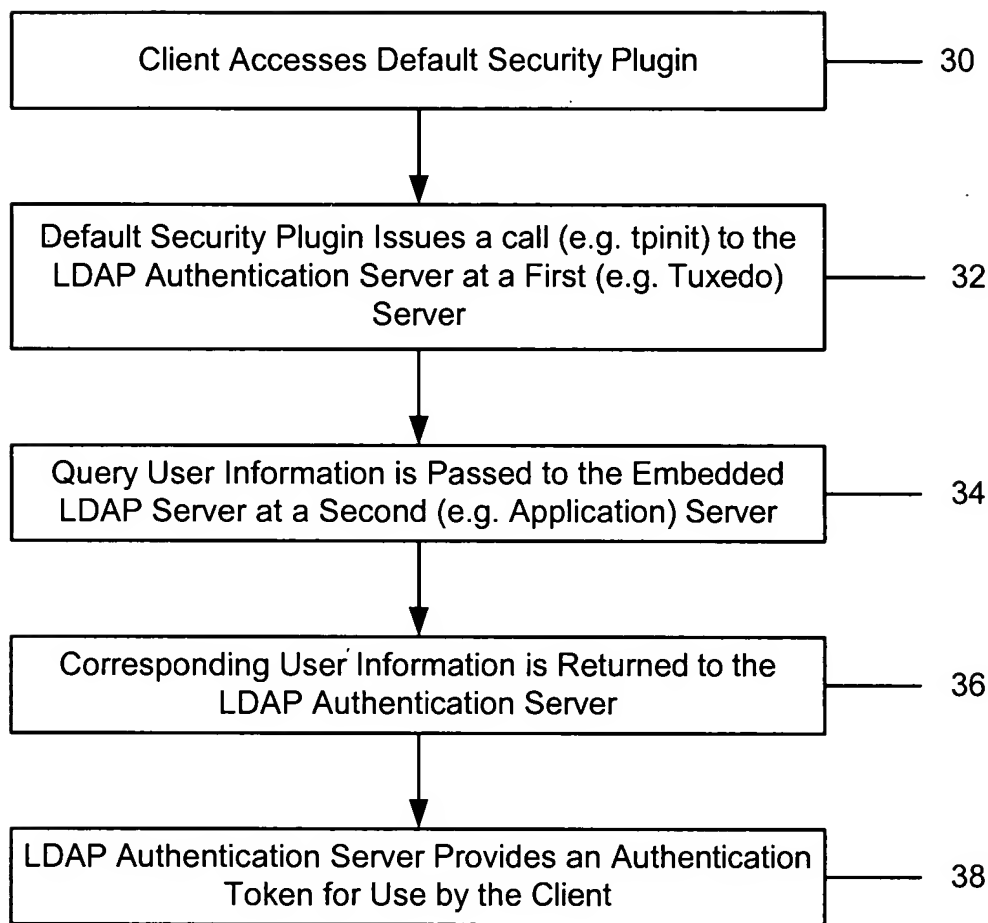 Client Accesses Default Security Plugin
30
Default Security Plugin Issues a call (e.g. tpinit) to the
LDAP Authentication Server at a First (e.g. Tuxedo)
Server
32
Query User Information is Passed to the Embedded
LDAP Server at a Second (e.g. Application) Server
34
Corresponding User Information is Returned to the
LDAP Authentication Server
36
LDAP Authentication Server Provides an Authentication
Token for Use by the Client
38